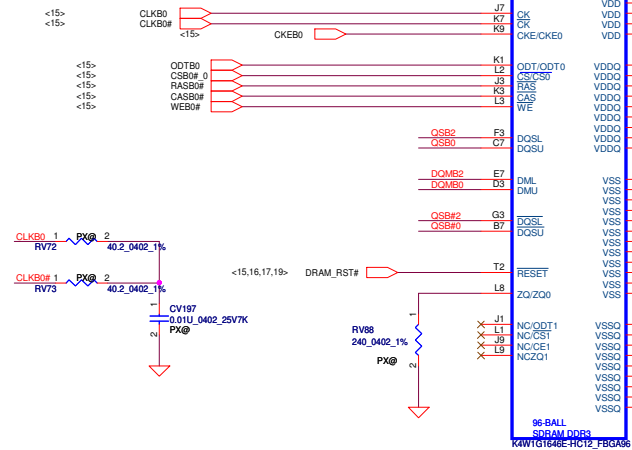 VDD
<15> CLKB0 J7 CK VDD
<15> CLKB0# K7 CK VDD
<15> CKEB0 K9 CKE/CKE0
<15> ODTB0 K1 ODT/ODT0 VDDQ
<15> CSB0#_0 L2 CS/CS0 VDDQ
<15> RASB0# J3 RAS VDDQ
<15> CASB0# K3 CAS VDDQ
<15> WEB0# L3 WE VDDQ
VDDQ
VDDQ
QSB2 F3 DQSL VDDQ
QSB0 C7 DQSU VDDQ
DQMB2 E7 DML VSS
DQMB0 D3 DMU VSS
VSS
VSS
QSB#2 G3 DQSL VSS
QSB#0 B7 DQSU VSS
VSS
VSS
VSS
<15,16,17,19> DRAM_RST# T2 RESET VSS
VSS
L8 ZQ/ZQ0 VSS
CLKB0 1 PX@ 2
RV72 40.2_0402_1%
CLKB0# 1 PX@ 2
RV73 40.2_0402_1%
1
CV197
0.01U_0402_25V7K
2 PX@
1
RV88
240_0402_1%
PX@
2
J1 NC/ODT1 VSSQ
L1 NC/CS1 VSSQ
J9 NC/CE1 VSSQ
L9 NCZQ1 VSSQ
VSSQ
VSSQ
VSSQ
VSSQ
VSSQ
96-BALL
SDRAM DDR3
K4W1G1646E-HC12_FBGA96